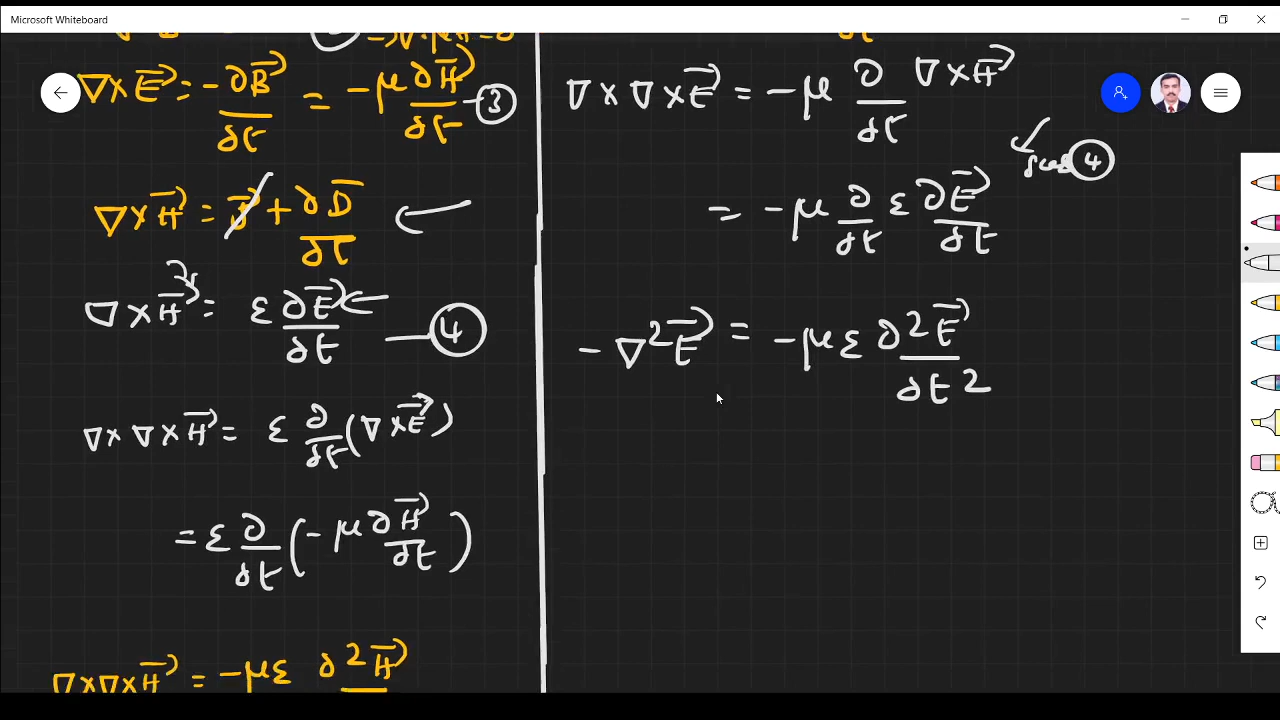 Microsoft Whiteboard
∇×E⃗ = -∂B⃗/∂t = -μ ∂H⃗/∂t - ③
∇×H⃗ = J⃗ + ∂D⃗/∂t
∇×H⃗ = ε ∂E⃗/∂t - ④
∇×∇×H⃗ = ε ∂/∂t (∇×E⃗)
= ε ∂/∂t (-μ ∂H⃗/∂t)
∇×∇×H⃗ = -με ∂²H⃗
∇×∇×E⃗ = -μ ∂/∂t ∇×H⃗
④
= -μ ∂/∂t ε ∂E⃗/∂t
-∇²E⃗ = -με ∂²E⃗/∂t²